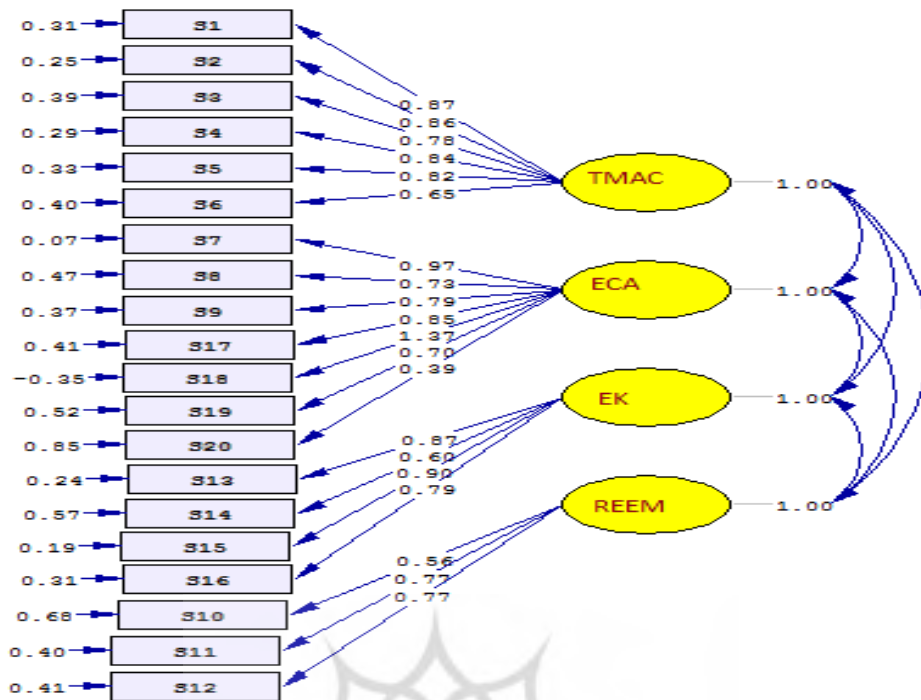 0.31 S1
0.25 S2
0.39 S3
0.29 S4
0.33 S5
0.40 S6
0.07 S7
0.47 S8
0.37 S9
0.41 S17
-0.35 S18
0.52 S19
0.85 S20
0.24 S13
0.57 S14
0.19 S15
0.31 S16
0.68 S10
0.40 S11
0.41 S12
0.87
0.86
0.78
0.84
0.82
0.65
0.97
0.73
0.79
0.85
1.37
0.70
0.39
0.87
0.60
0.90
0.79
0.56
0.77
0.77
TMAC 1.00
ECA 1.00
EK 1.00
REEM 1.00